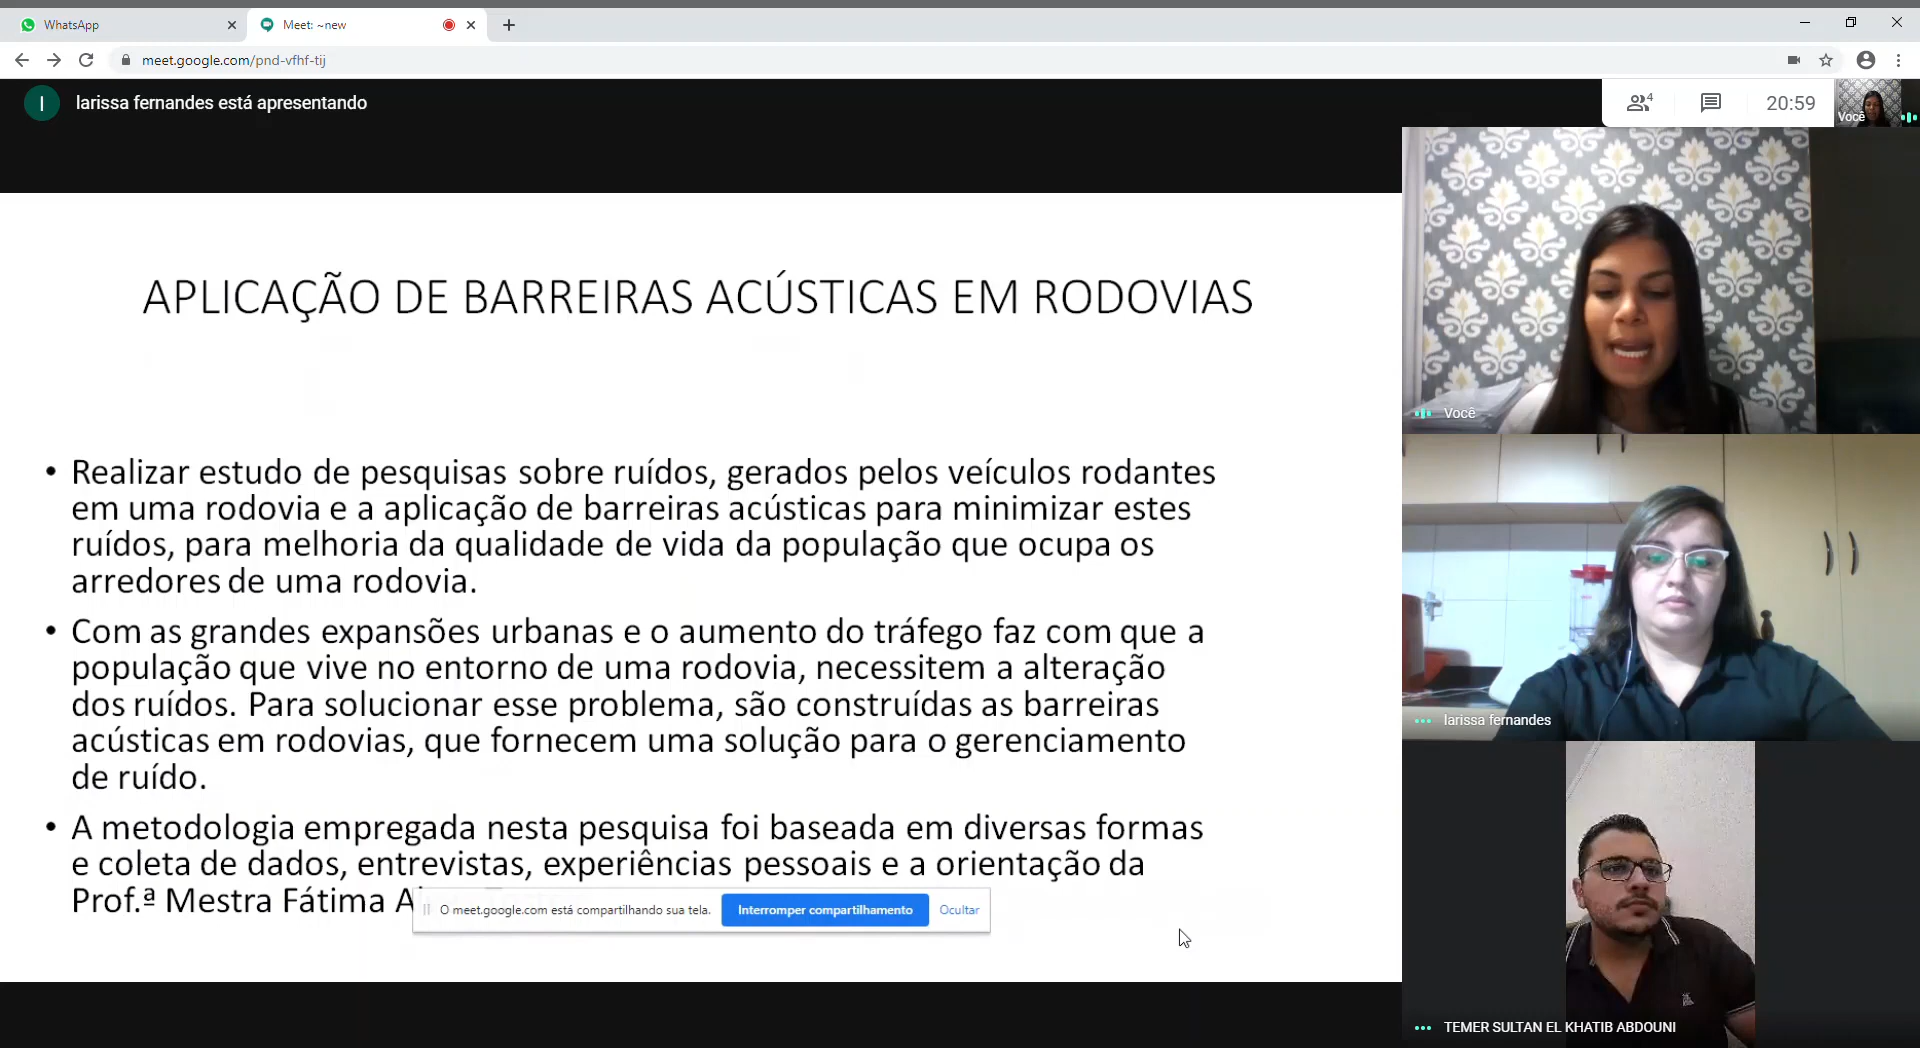 WhatsApp
Meet: ~new
meet.google.com/pnd-vfhf-tij
l
larissa fernandes está apresentando
4
20:59
Você
APLICAÇÃO DE BARREIRAS ACÚSTICAS EM RODOVIAS
• Realizar estudo de pesquisas sobre ruídos, gerados pelos veículos rodantes
em uma rodovia e a aplicação de barreiras acústicas para minimizar estes
ruídos, para melhoria da qualidade de vida da população que ocupa os
arredores de uma rodovia.
• Com as grandes expansões urbanas e o aumento do tráfego faz com que a
população que vive no entorno de uma rodovia, necessitem a alteração
dos ruídos. Para solucionar esse problema, são construídas as barreiras
acústicas em rodovias, que fornecem uma solução para o gerenciamento
de ruído.
• A metodologia empregada nesta pesquisa foi baseada em diversas formas
e coleta de dados, entrevistas, experiências pessoais e a orientação da
Prof.ª Mestra Fátima
O meet.google.com está compartilhando sua tela.
Interromper compartilhamento
Ocultar
Você
larissa fernandes
TEMER SULTAN EL KHATIB ABDOUNI